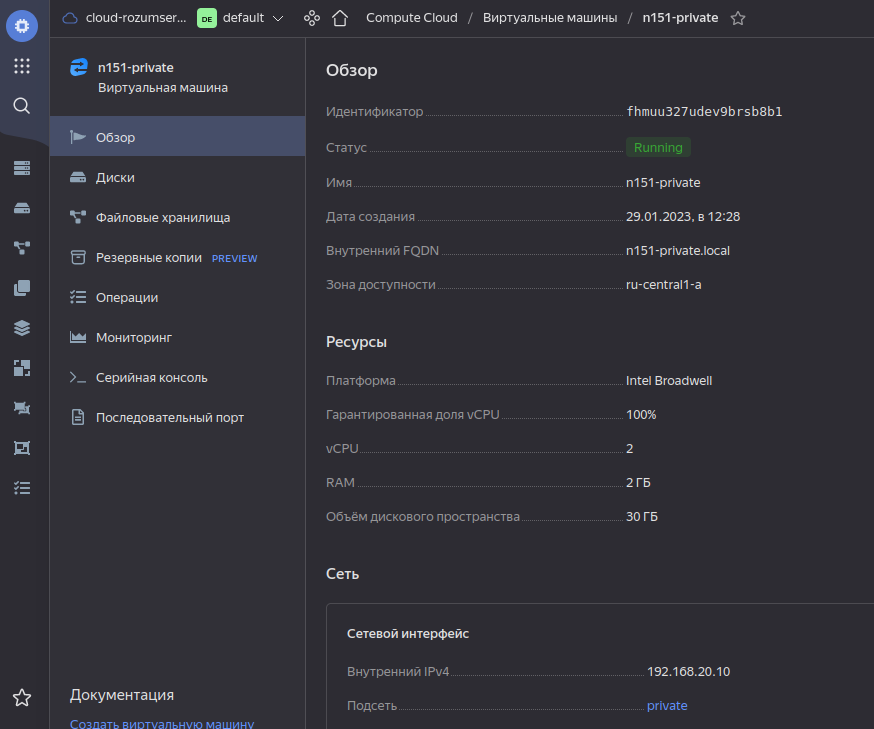 cloud-rozumser... DE default Compute Cloud / Виртуальные машины / n151-private
n151-private
Виртуальная машина
Обзор
Диски
Файловые хранилища
Резервные копии PREVIEW
Операции
Мониторинг
Серийная консоль
Последовательный порт
Документация
Создать виртуальную машину
Обзор
Идентификатор fhmuu327udev9brsb8b1
Статус Running
Имя n151-private
Дата создания 29.01.2023, в 12:28
Внутренний FQDN n151-private.local
Зона доступности ru-central1-a
Ресурсы
Платформа Intel Broadwell
Гарантированная доля vCPU 100%
vCPU 2
RAM 2 ГБ
Объём дискового пространства 30 ГБ
Сеть
Сетевой интерфейс
Внутренний IPv4 192.168.20.10
Подсеть private